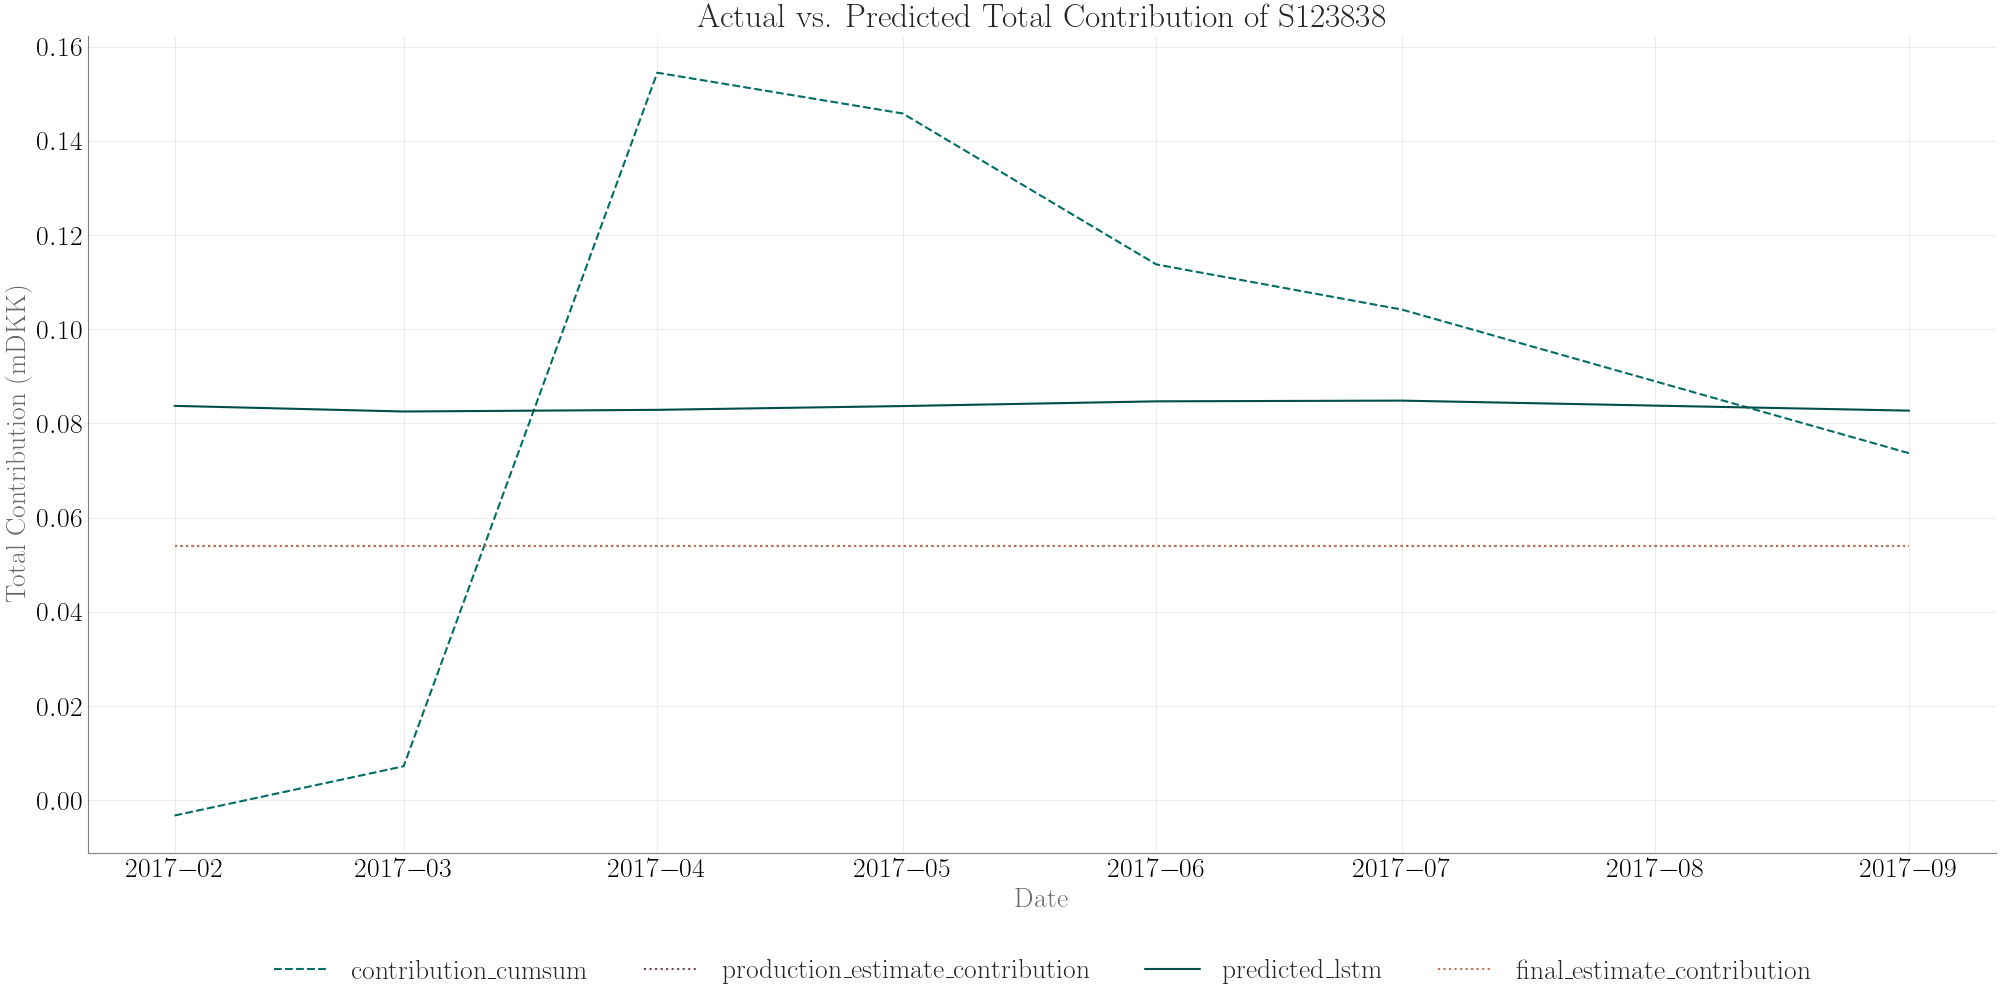 Actual vs. Predicted Total Contribution of S123838
Total Contribution (mDKK)
0.16
0.14
0.12
0.10
0.08
0.06
0.04
0.02
0.00
2017−02 2017−03 2017−04 2017−05 2017−06 2017−07 2017−08 2017−09
Date
contribution_cumsum production_estimate_contribution predicted_lstm final_estimate_contribution